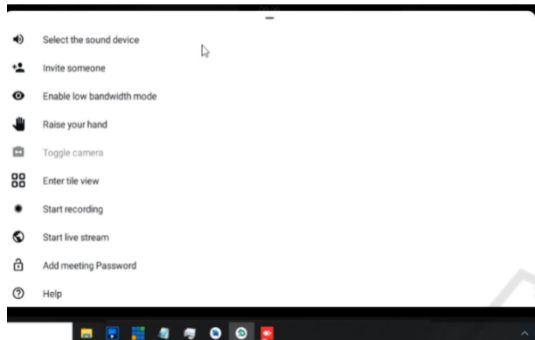 Select the sound device
Invite someone
Enable low bandwidth mode
Raise your hand
Toggle camera
Enter tile view
Start recording
Start live stream
Add meeting Password
Help